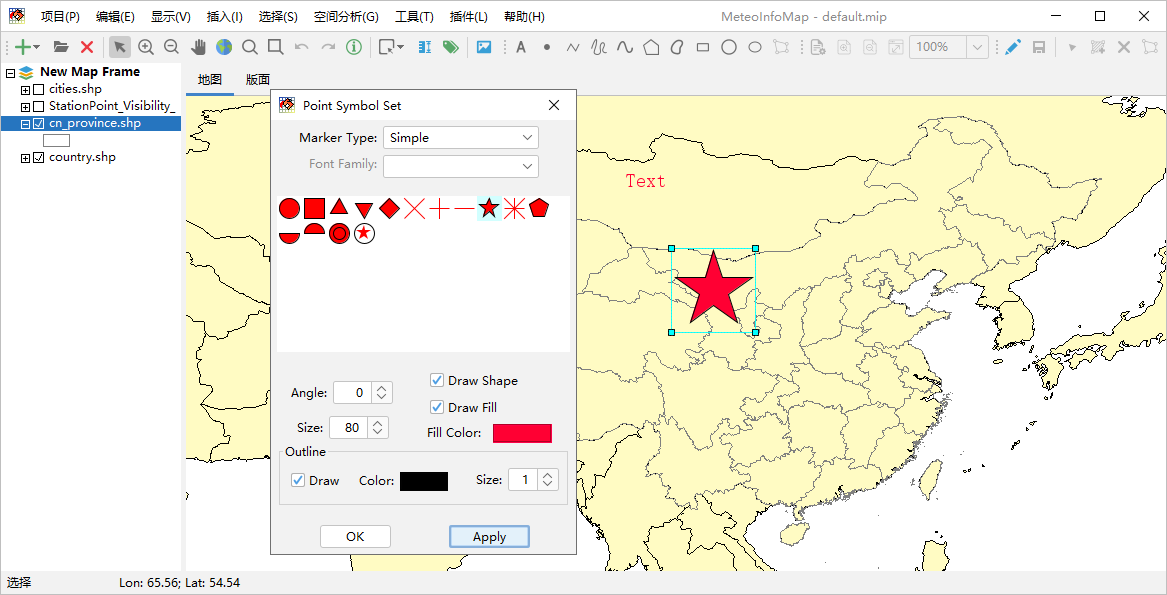 项目(P) 编辑(E) 显示(V) 插入(I) 选择(S) 空间分析(G) 工具(T) 插件(L) 帮助(H) MeteoInfoMap - default.mip
100%
New Map Frame
cities.shp
StationPoint_Visibility_
cn_province.shp
country.shp
地图 版面
Point Symbol Set
Marker Type: Simple
Font Family:
Angle: 0
Size: 80
Draw Shape
Draw Fill
Fill Color:
Outline
Draw Color: Size: 1
OK Apply
Text
选择 Lon: 65.56; Lat: 54.54